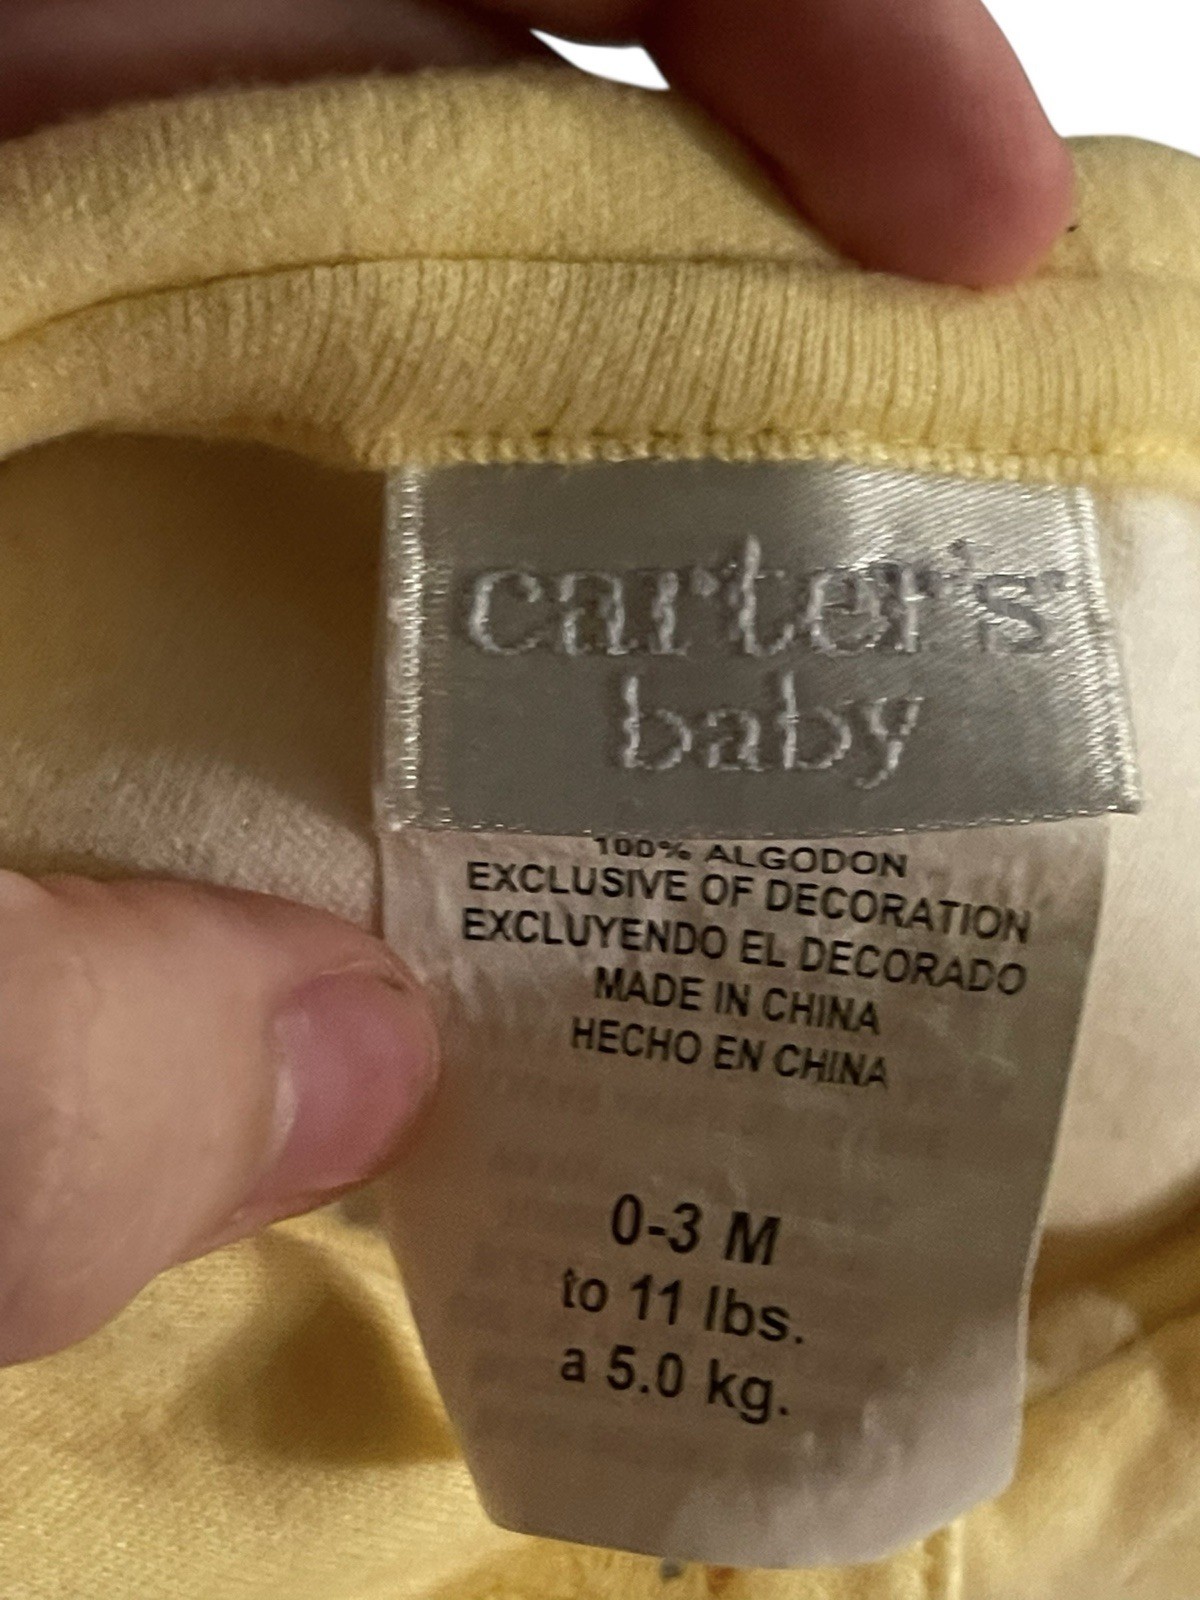 carter's
baby
100% ALGODON
EXCLUSIVE OF DECORATION
EXCLUYENDO EL DECORADO
MADE IN CHINA
HECHO EN CHINA
0-3 M
to 11 lbs.
a 5.0 kg.